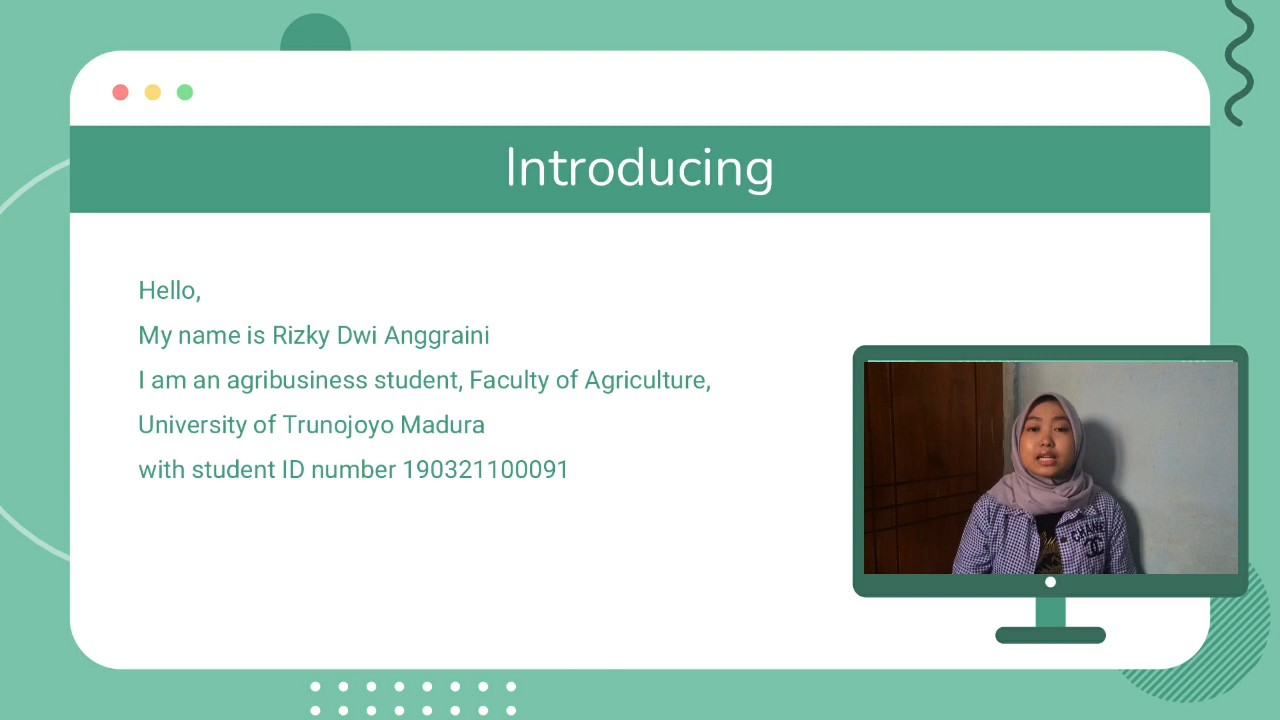 Introducing
Hello,
My name is Rizky Dwi Anggraini
I am an agribusiness student, Faculty of Agriculture,
University of Trunojoyo Madura
with student ID number 190321100091
CHANEL